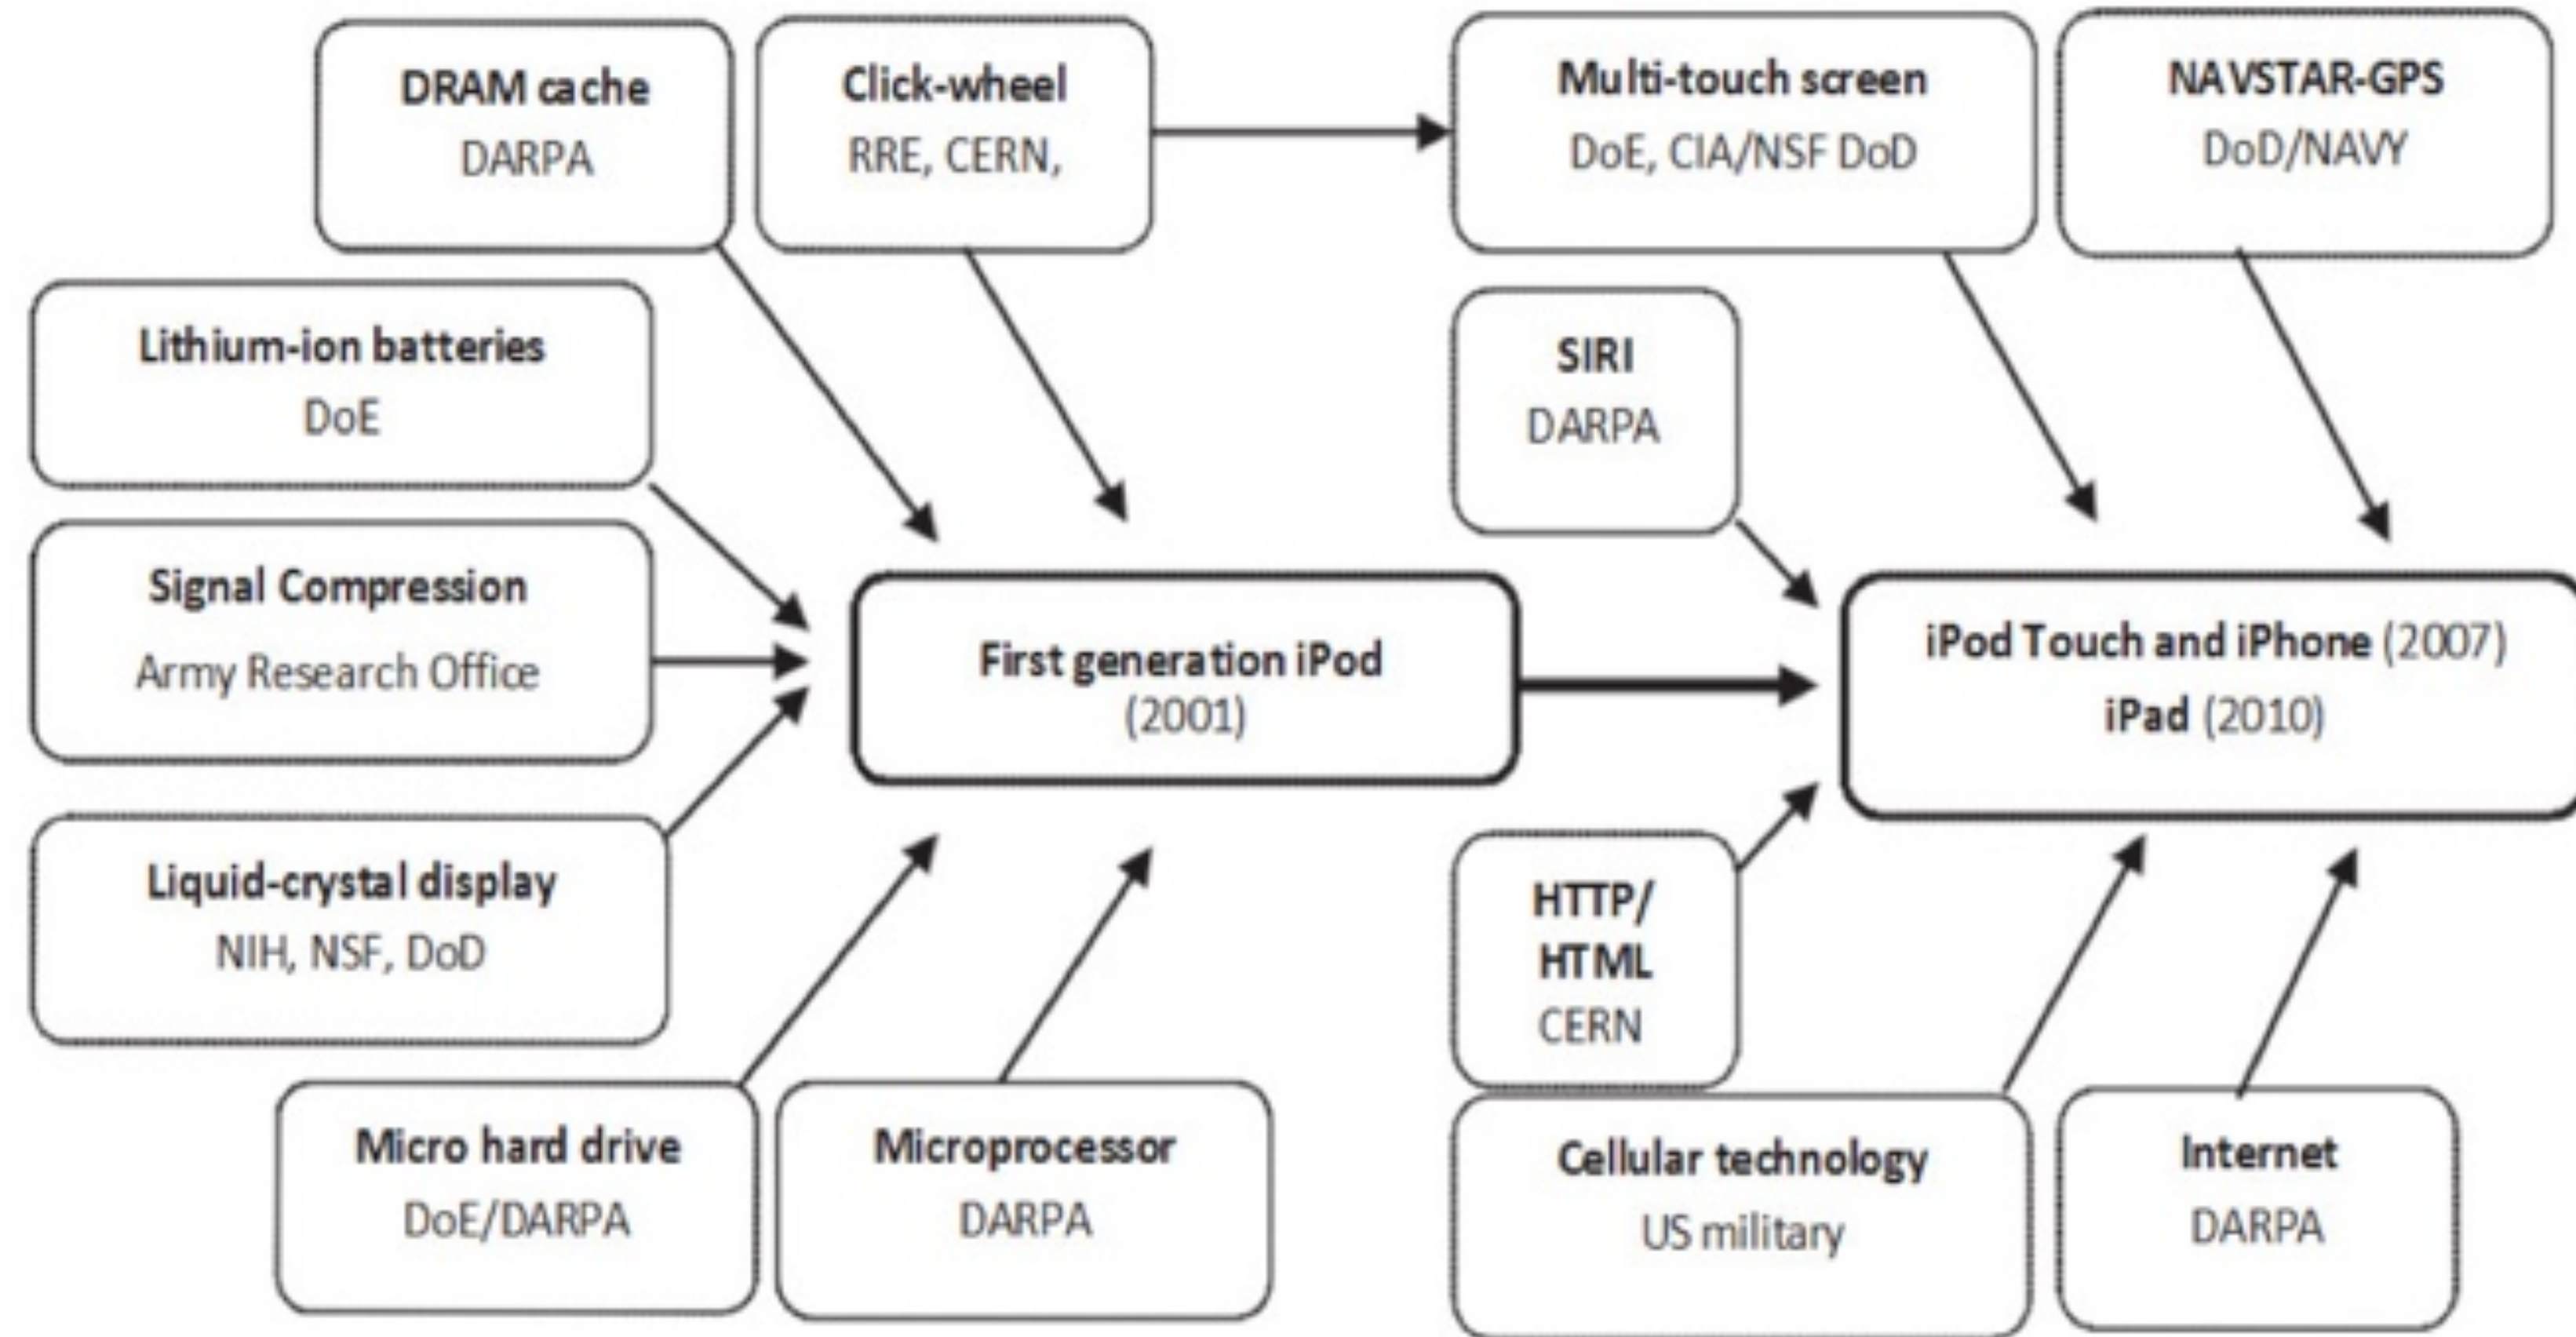 DRAM cache
DARPA
Click-wheel
RRE, CERN,
Multi-touch screen
DoE, CIA/NSF DoD
NAVSTAR-GPS
DoD/NAVY
Lithium-ion batteries
DoE
SIRI
DARPA
Signal Compression
Army Research Office
First generation iPod
(2001)
iPod Touch and iPhone (2007)
iPad (2010)
Liquid-crystal display
NIH, NSF, DoD
HTTP/
HTML
CERN
Micro hard drive
DoE/DARPA
Microprocessor
DARPA
Cellular technology
US military
Internet
DARPA